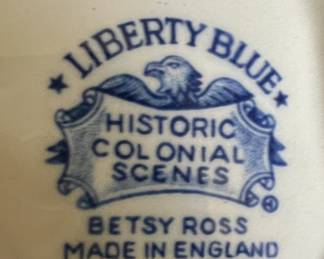 LIBERTY BLUE
HISTORIC
COLONIAL
SCENES
®
BETSY ROSS
MADE IN ENGLAND